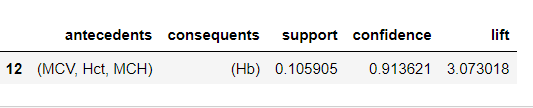 antecedents consequents support confidence lift
12 (MCV, Hct, MCH) (Hb) 0.105905 0.913621 3.073018